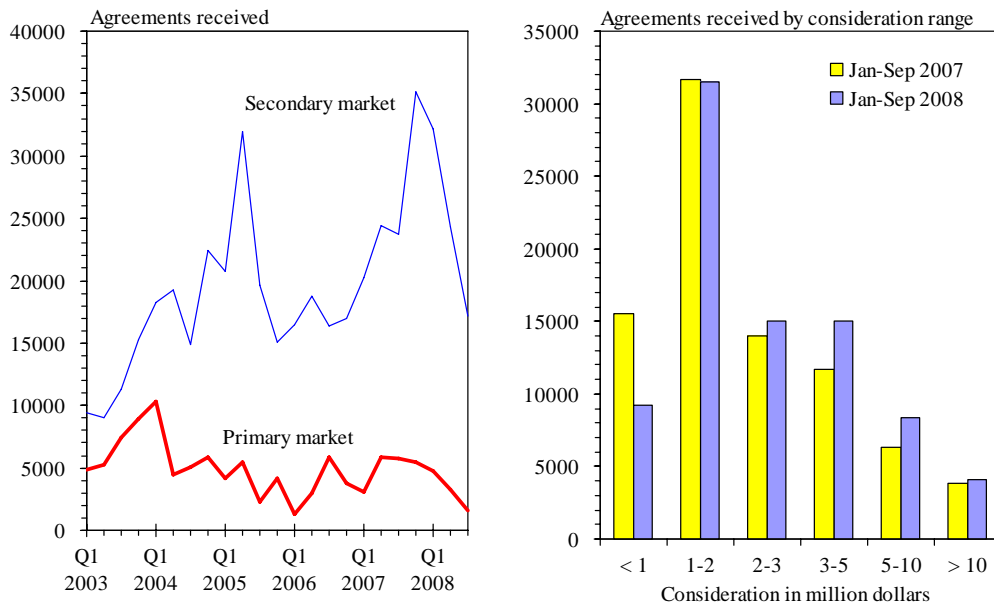 Agreements received
40000
35000
30000
25000
20000
15000
10000
5000
0
Secondary market
Primary market
Q1 Q1 Q1 Q1 Q1 Q1
2003 2004 2005 2006 2007 2008
Agreements received by consideration range
35000
30000
25000
20000
15000
10000
5000
0
Jan-Sep 2007
Jan-Sep 2008
< 1 1-2 2-3 3-5 5-10 > 10
Consideration in million dollars